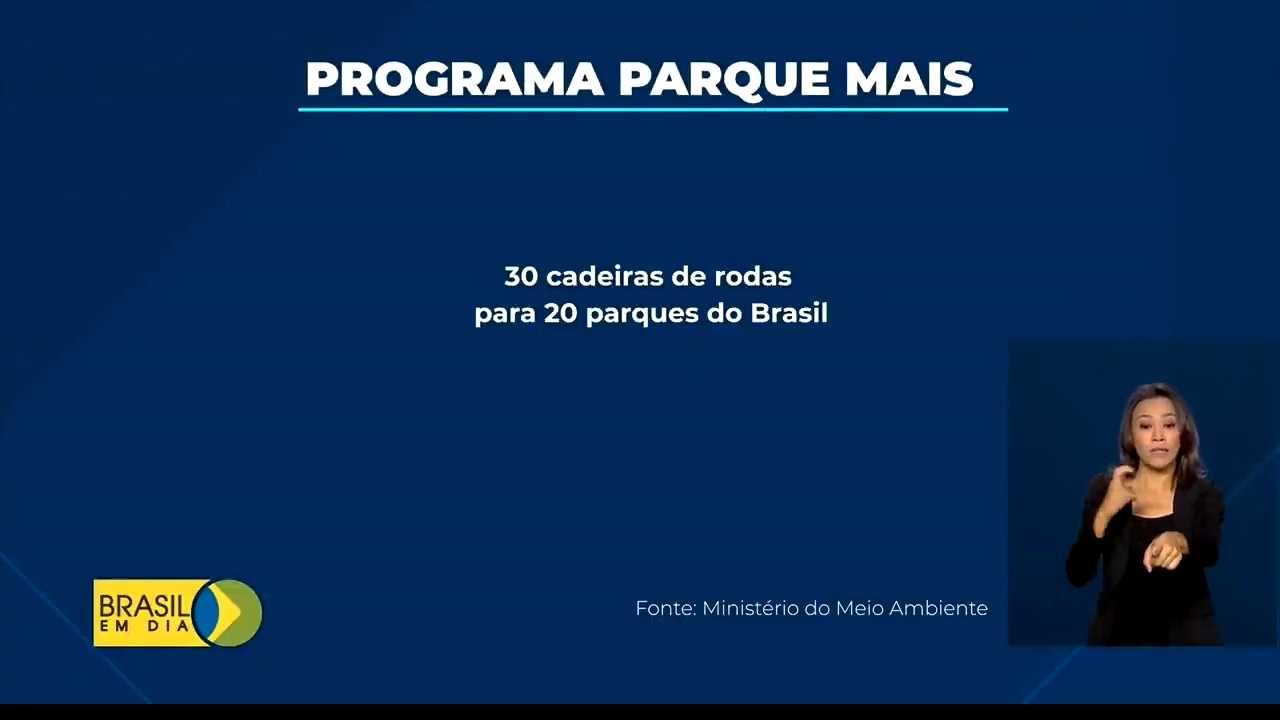 PROGRAMA PARQUE MAIS
30 cadeiras de rodas
para 20 parques do Brasil
Fonte: Ministério do Meio Ambiente
BRASIL
EM DIA